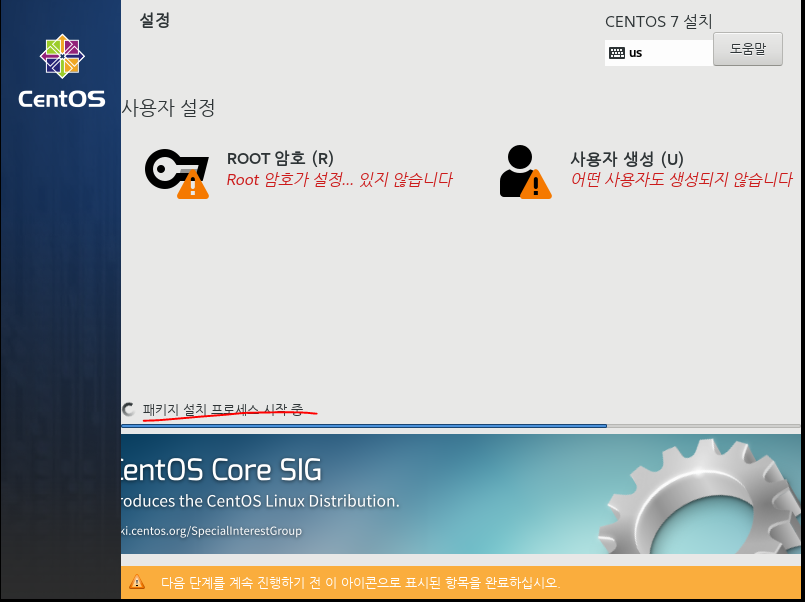 설정
CENTOS 7 설치
us
도움말
CentOS
사용자 설정
ROOT 암호 (R)
Root 암호가 설정... 있지 않습니다
사용자 생성 (U)
어떤 사용자도 생성되지 않습니다
패키지 설치 프로세스 시작 중
CentOS Core SIG
roduces the CentOS Linux Distribution.
ki.centos.org/SpecialInterestGroup
다음 단계를 계속 진행하기 전 이 아이콘으로 표시된 항목을 완료하십시오.